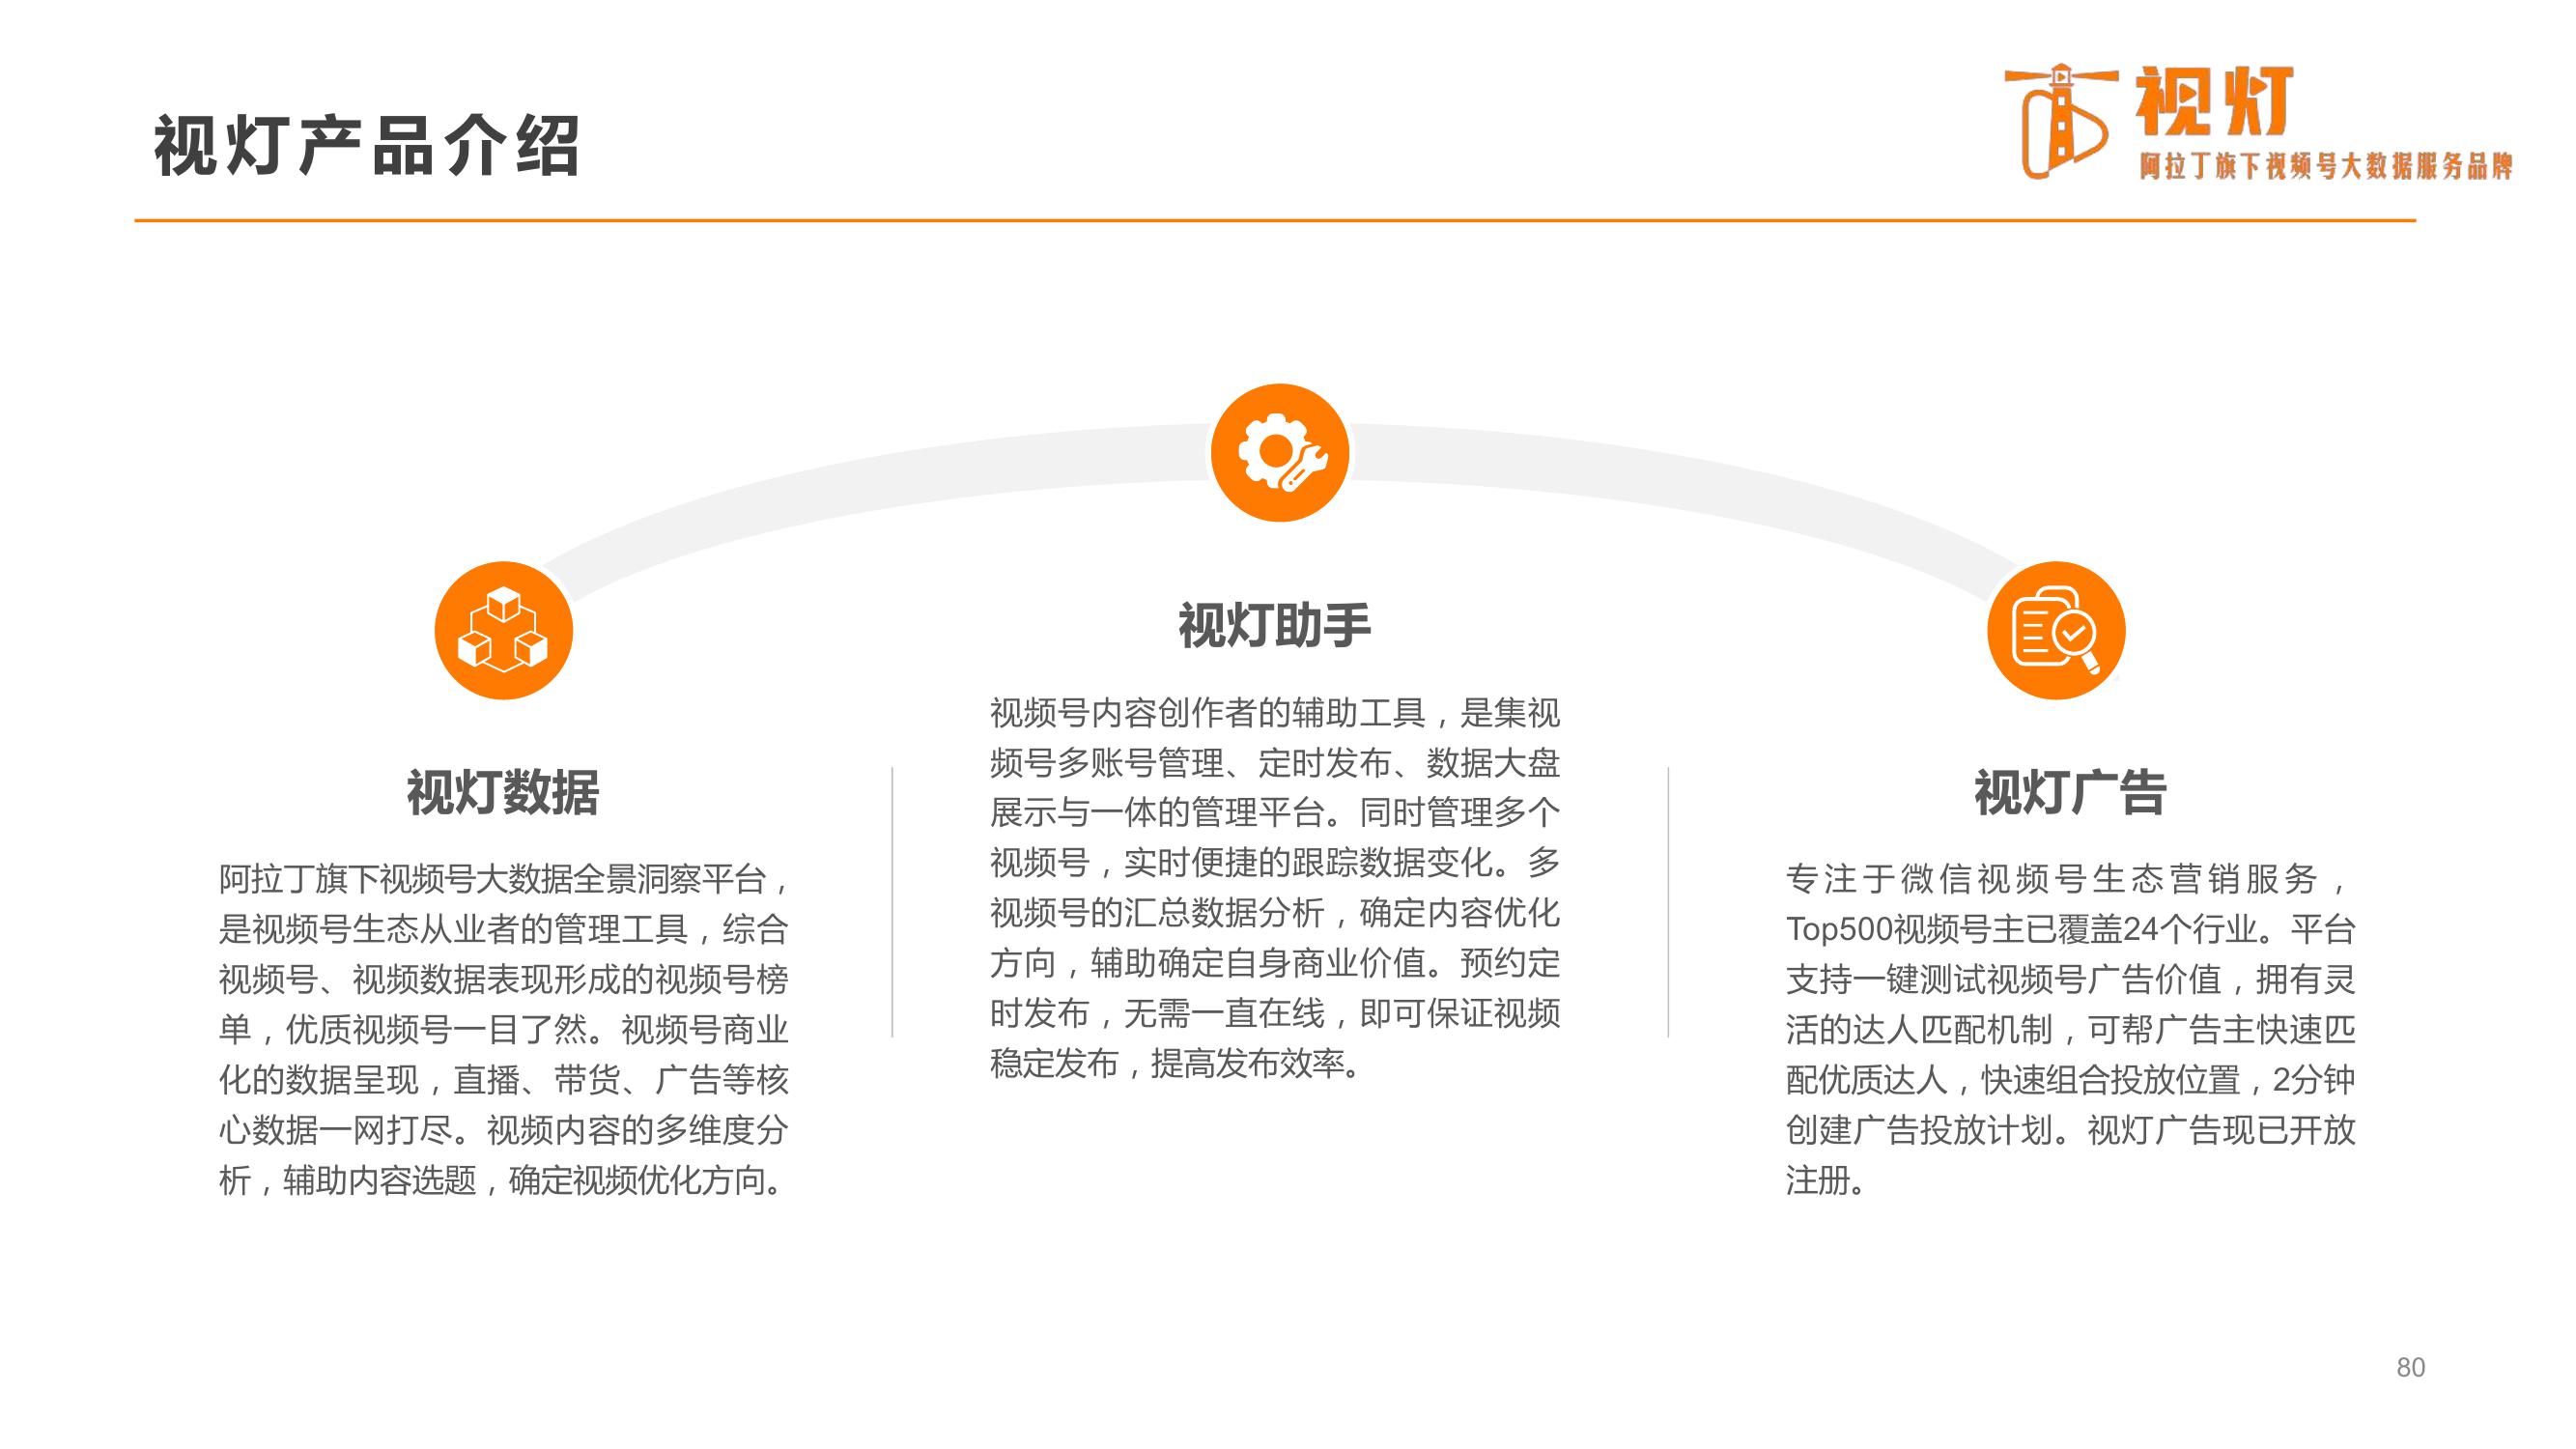 视灯产品介绍
视灯
阿拉丁旗下视频号大数据服务品牌
视灯数据
阿拉丁旗下视频号大数据全景洞察平台，
是视频号生态从业者的管理工具，综合
视频号、视频数据表现形成的视频号榜
单，优质视频号一目了然。视频号商业
化的数据呈现，直播、带货、广告等核
心数据一网打尽。视频内容的多维度分
析，辅助内容选题，确定视频优化方向。
视灯助手
视频号内容创作者的辅助工具，是集视
频号多账号管理、定时发布、数据大盘
展示与一体的管理平台。同时管理多个
视频号，实时便捷的跟踪数据变化。多
视频号的汇总数据分析，确定内容优化
方向，辅助确定自身商业价值。预约定
时发布，无需一直在线，即可保证视频
稳定发布，提高发布效率。
视灯广告
专注于微信视频号生态营销服务，
Top500视频号主已覆盖24个行业。平台
支持一键测试视频号广告价值，拥有灵
活的达人匹配机制，可帮广告主快速匹
配优质达人，快速组合投放位置，2分钟
创建广告投放计划。视灯广告现已开放
注册。
80